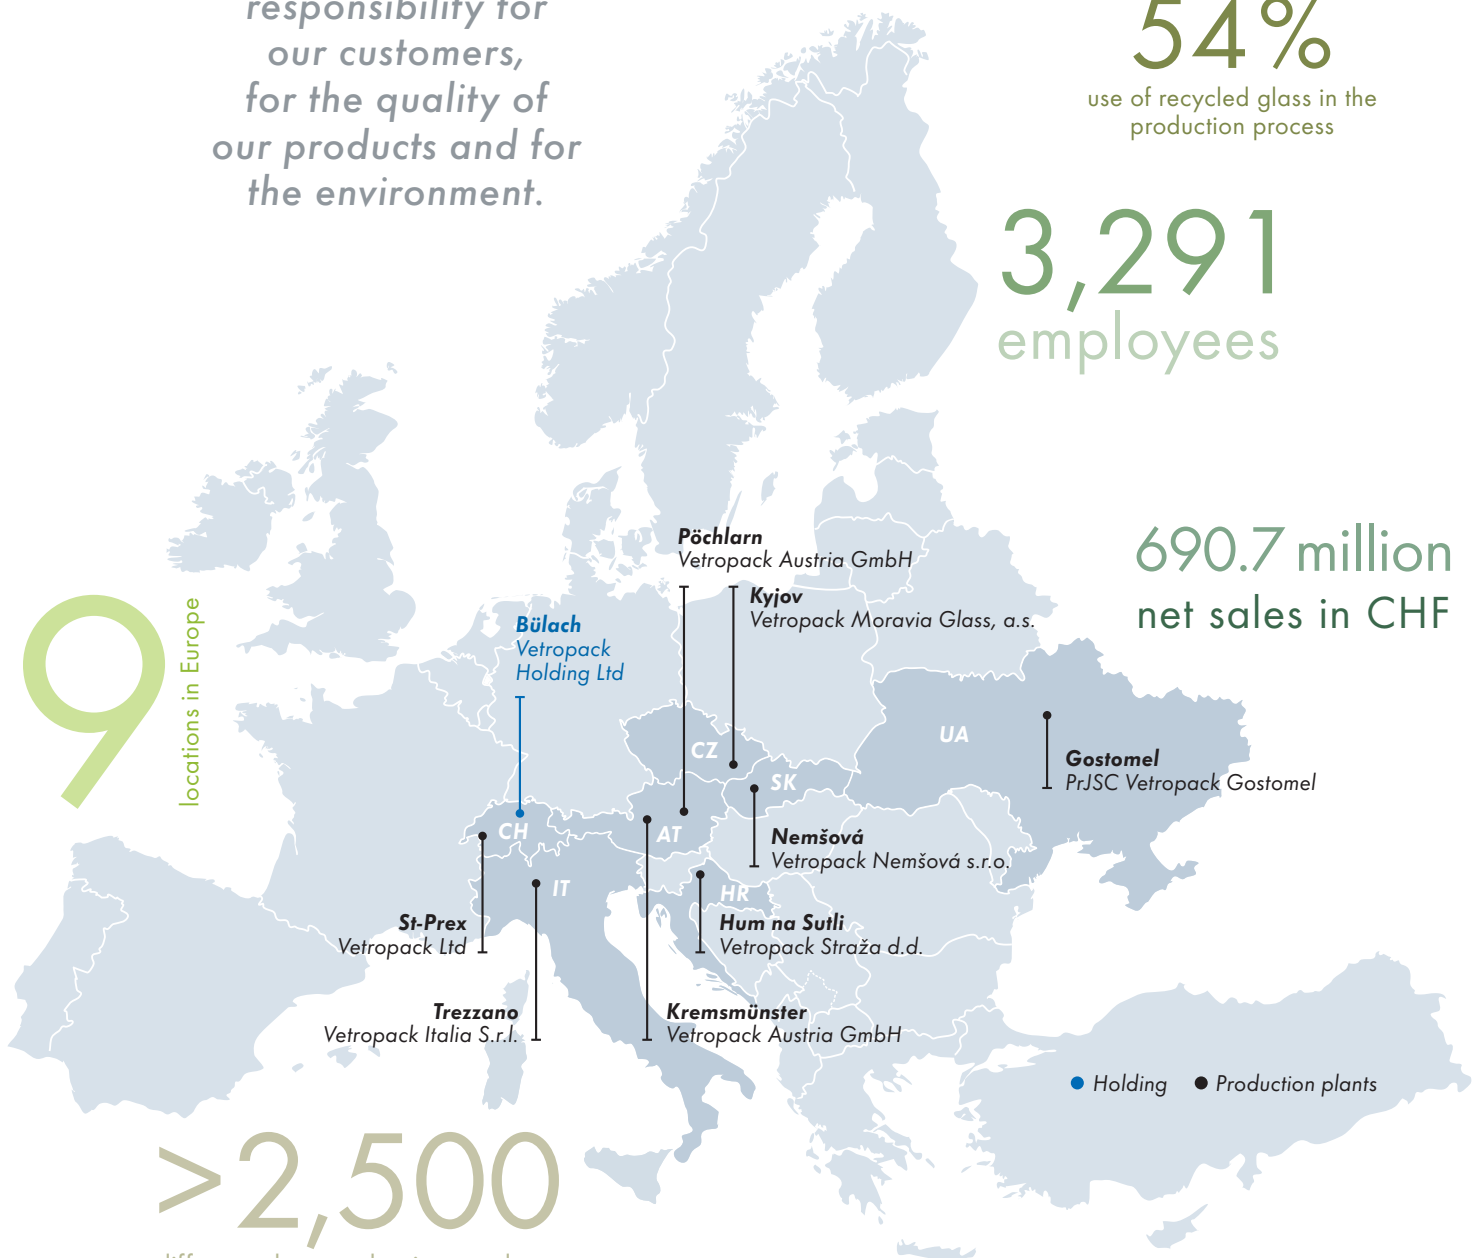 responsibility for
our customers,
for the quality of
our products and for
the environment.
54%
use of recycled glass in the
production process
3,291
employees
690.7 million
net sales in CHF
9
locations in Europe
Pöchlarn
Vetropack Austria GmbH
Kyjov
Vetropack Moravia Glass, a.s.
Bülach
Vetropack
Holding Ltd
CZ
SK
UA
CH
AT
IT
HR
Gostomel
PrJSC Vetropack Gostomel
Nemšová
Vetropack Nemšová s.r.o.
St-Prex
Vetropack Ltd
Hum na Sutli
Vetropack Straža d.d.
Trezzano
Vetropack Italia S.r.l.
Kremsmünster
Vetropack Austria GmbH
Holding
Production plants
>2,500